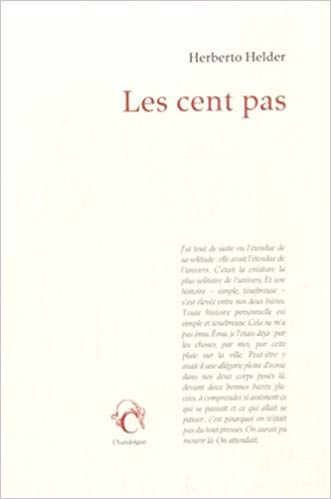 Herberto Helder
Les cent pas
J'ai tout de suite vu l'étendue de
sa solitude : elle avait l'étendue de
l'univers. C'était la créature la
plus solitaire de l'univers. Et son
histoire – simple, ténébreuse –
s'est élevée entre nos deux bières.
Toute histoire personnelle est
simple et ténébreuse. Cela ne m'a
pas ému. Ému, je l'étais déjà : par
les choses, par moi, par cette
pluie sur la ville. Peut-être y
avait-il une allégorie pleine d'ironie
dans nos deux corps posés là,
devant deux bonnes bières gla-
cées, à comprendre si aisément ce
qui se passait et ce qui allait se
passer ; c'est pourquoi on n'était
pas du tout pressés. On aurait pu
mourir là. On attendait.
C
Chandeigne